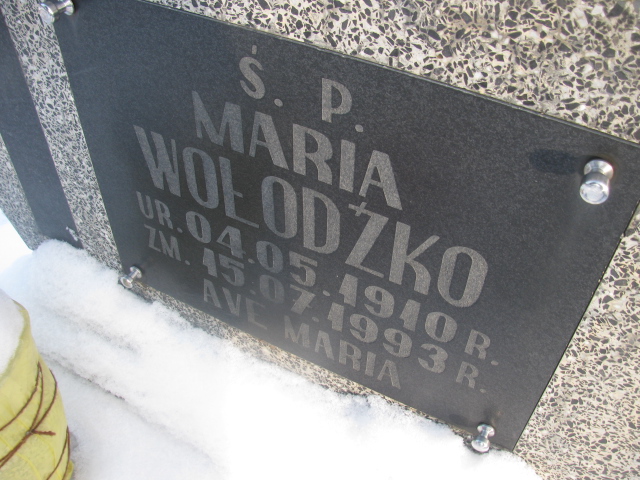 Ś. P.
MARIA
WOŁODŹKO
UR. 04.05.1910 R.
ZM. 15.07.1993 R.
AVE MARIA